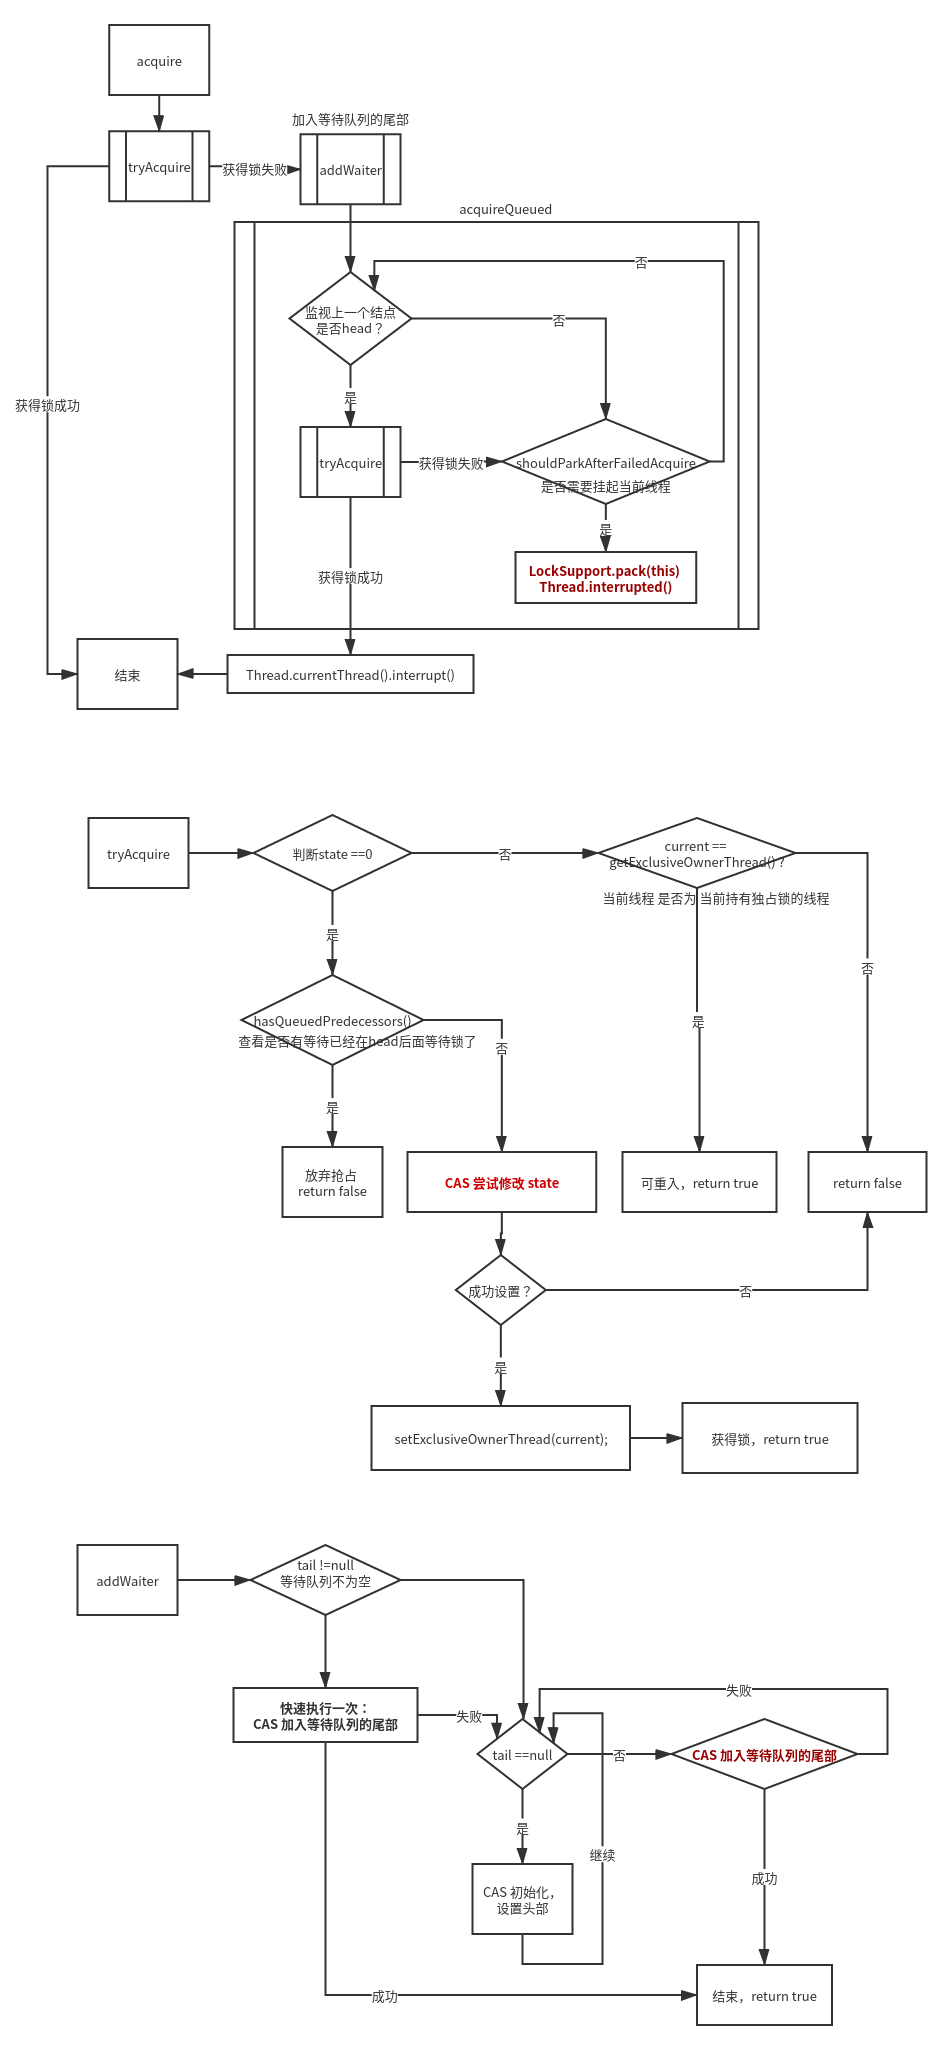 acquire
加入等待队列的尾部
tryAcquire
获得锁失败
addWaiter
acquireQueued
否
监视上一个结点
是否head？
否
是
获得锁成功
tryAcquire
获得锁失败
shouldParkAfterFailedAcquire
是否需要挂起当前线程
是
LockSupport.pack(this)
Thread.interrupted()
获得锁成功
结束
Thread.currentThread().interrupt()
tryAcquire
判断state ==0
否
current ==
getExclusiveOwnerThread()？
当前线程 是否为 当前持有独占锁的线程
是
否
hasQueuedPredecessors()
查看是否有等待已经在head后面等待锁了
是
否
是
放弃抢占
return false
CAS 尝试修改 state
可重入，return true
return false
成功设置？
否
是
setExclusiveOwnerThread(current);
获得锁，return true
addWaiter
tail !=null
等待队列不为空
快速执行一次：
CAS 加入等待队列的尾部
失败
失败
tail ==null
否
CAS 加入等待队列的尾部
是
继续
成功
CAS 初始化，
设置头部
成功
结束，return true